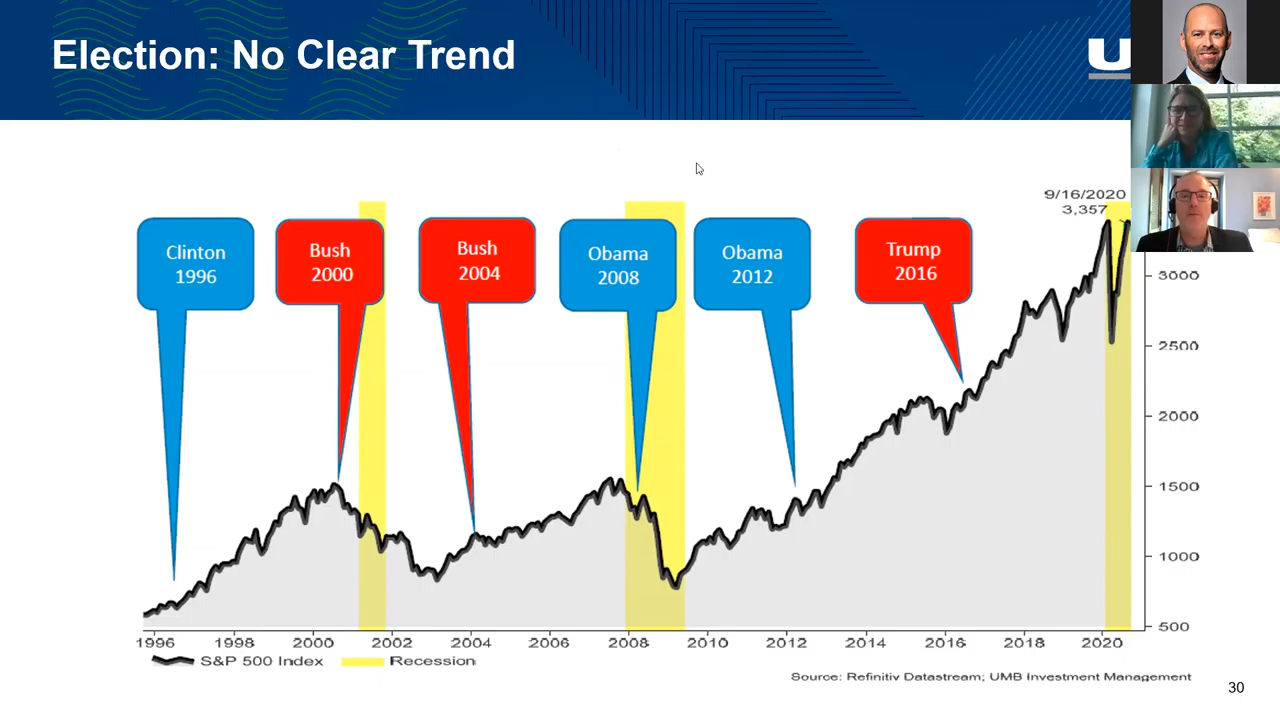 Election: No Clear Trend
U
9/16/2020
3,357
Clinton
1996
Bush
2000
Bush
2004
Obama
2008
Obama
2012
Trump
2016
3000
2500
2000
1500
1000
500
1996 1998 2000 2002 2004 2006 2008 2010 2012 2014 2016 2018 2020
S&P 500 Index Recession
Source: Refinitiv Datastream; UMB Investment Management
30